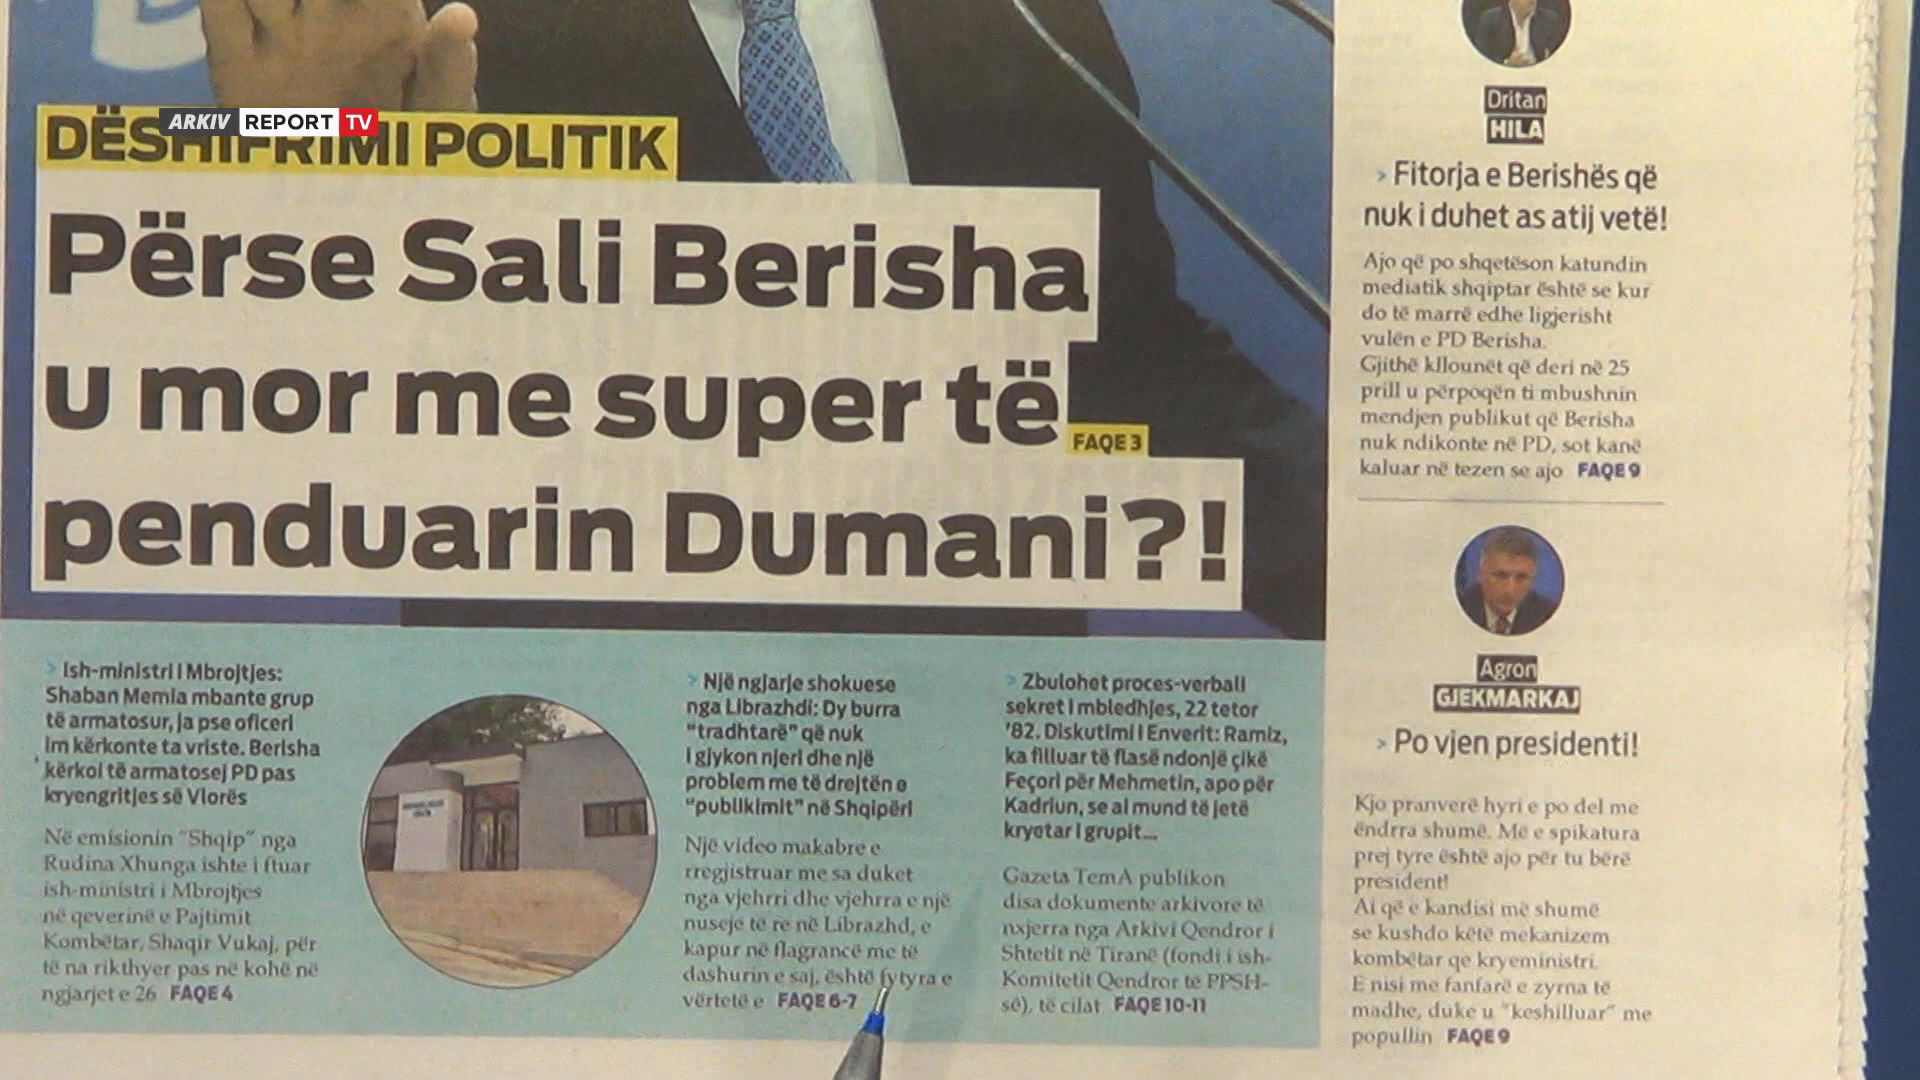 ARKIV REPORT TV
DËSHIFRIMI POLITIK
Përse Sali Berisha
u mor me super të
FAQE 3
penduarin Dumani?!
> Ish-ministri i Mbrojtjes:
Shaban Memia mbante grup
të armatosur, ja pse oficeri
im kërkonte ta vriste. Berisha
kërkoi të armatosej PD pas
kryengritjes së Vlorës
Në emisionin "Shqip" nga
Rudina Xhunga ishte i ftuar
ish-ministri i Mbrojtjes
në qeverinë e Pajtimit
Kombëtar, Shaqir Vukaj, për
të na rikthyer pas në kohë në
ngjarjet e 26 FAQE 4
> Një ngjarje shokuese
nga Librazhdi: Dy burra
"tradhtarë" që nuk
i gjykon njeri dhe një
problem me të drejtën e
"publikimit" në Shqipëri
Një video makabre e
rregjistruar me sa duket
nga vjehrri dhe vjehrra e një
nuseje të re në Librazhd, e
kapur në flagrancë me të
dashurin e saj, është fytyra e
vërtetë e FAQE 6-7
> Zbulohet proces-verbali
sekret i mbledhjes, 22 tetor
'82. Diskutimi i Enverit: Ramiz,
ka filluar të flasë ndonjë çikë
Feçori për Mehmetin, apo për
Kadriun, se ai mund të jetë
kryetar i grupit...
Gazeta TemA publikon
disa dokumente arkivore të
nxjerra nga Arkivi Qendror i
Shtetit në Tiranë (fondi i ish-
Komitetit Qendror të PPSH-
së), të cilat FAQE 10-11
Dritan
HILA
> Fitorja e Berishës që
nuk i duhet as atij vetë!
Ajo që po shqetëson katundin
mediatik shqiptar është se kur
do të marrë edhe ligjerisht
vulën e PD Berisha.
Gjithë kllounët që deri në 25
prill u përpoqën ti mbushnin
mendjen publikut që Berisha
nuk ndikonte në PD, sot kanë
kaluar në tezen se ajo FAQE 9
Agron
GJEKMARKAJ
> Po vjen presidenti!
Kjo pranverë hyri e po del me
ëndrra shumë. Më e spikatura
prej tyre është ajo për tu bërë
president!
Ai që e kandisi më shumë
se kushdo këtë mekanizem
kombëtar qe kryeministri.
E nisi me fanfarë e zyrna të
madhe, duke u "keshilluar" me
popullin FAQE 9